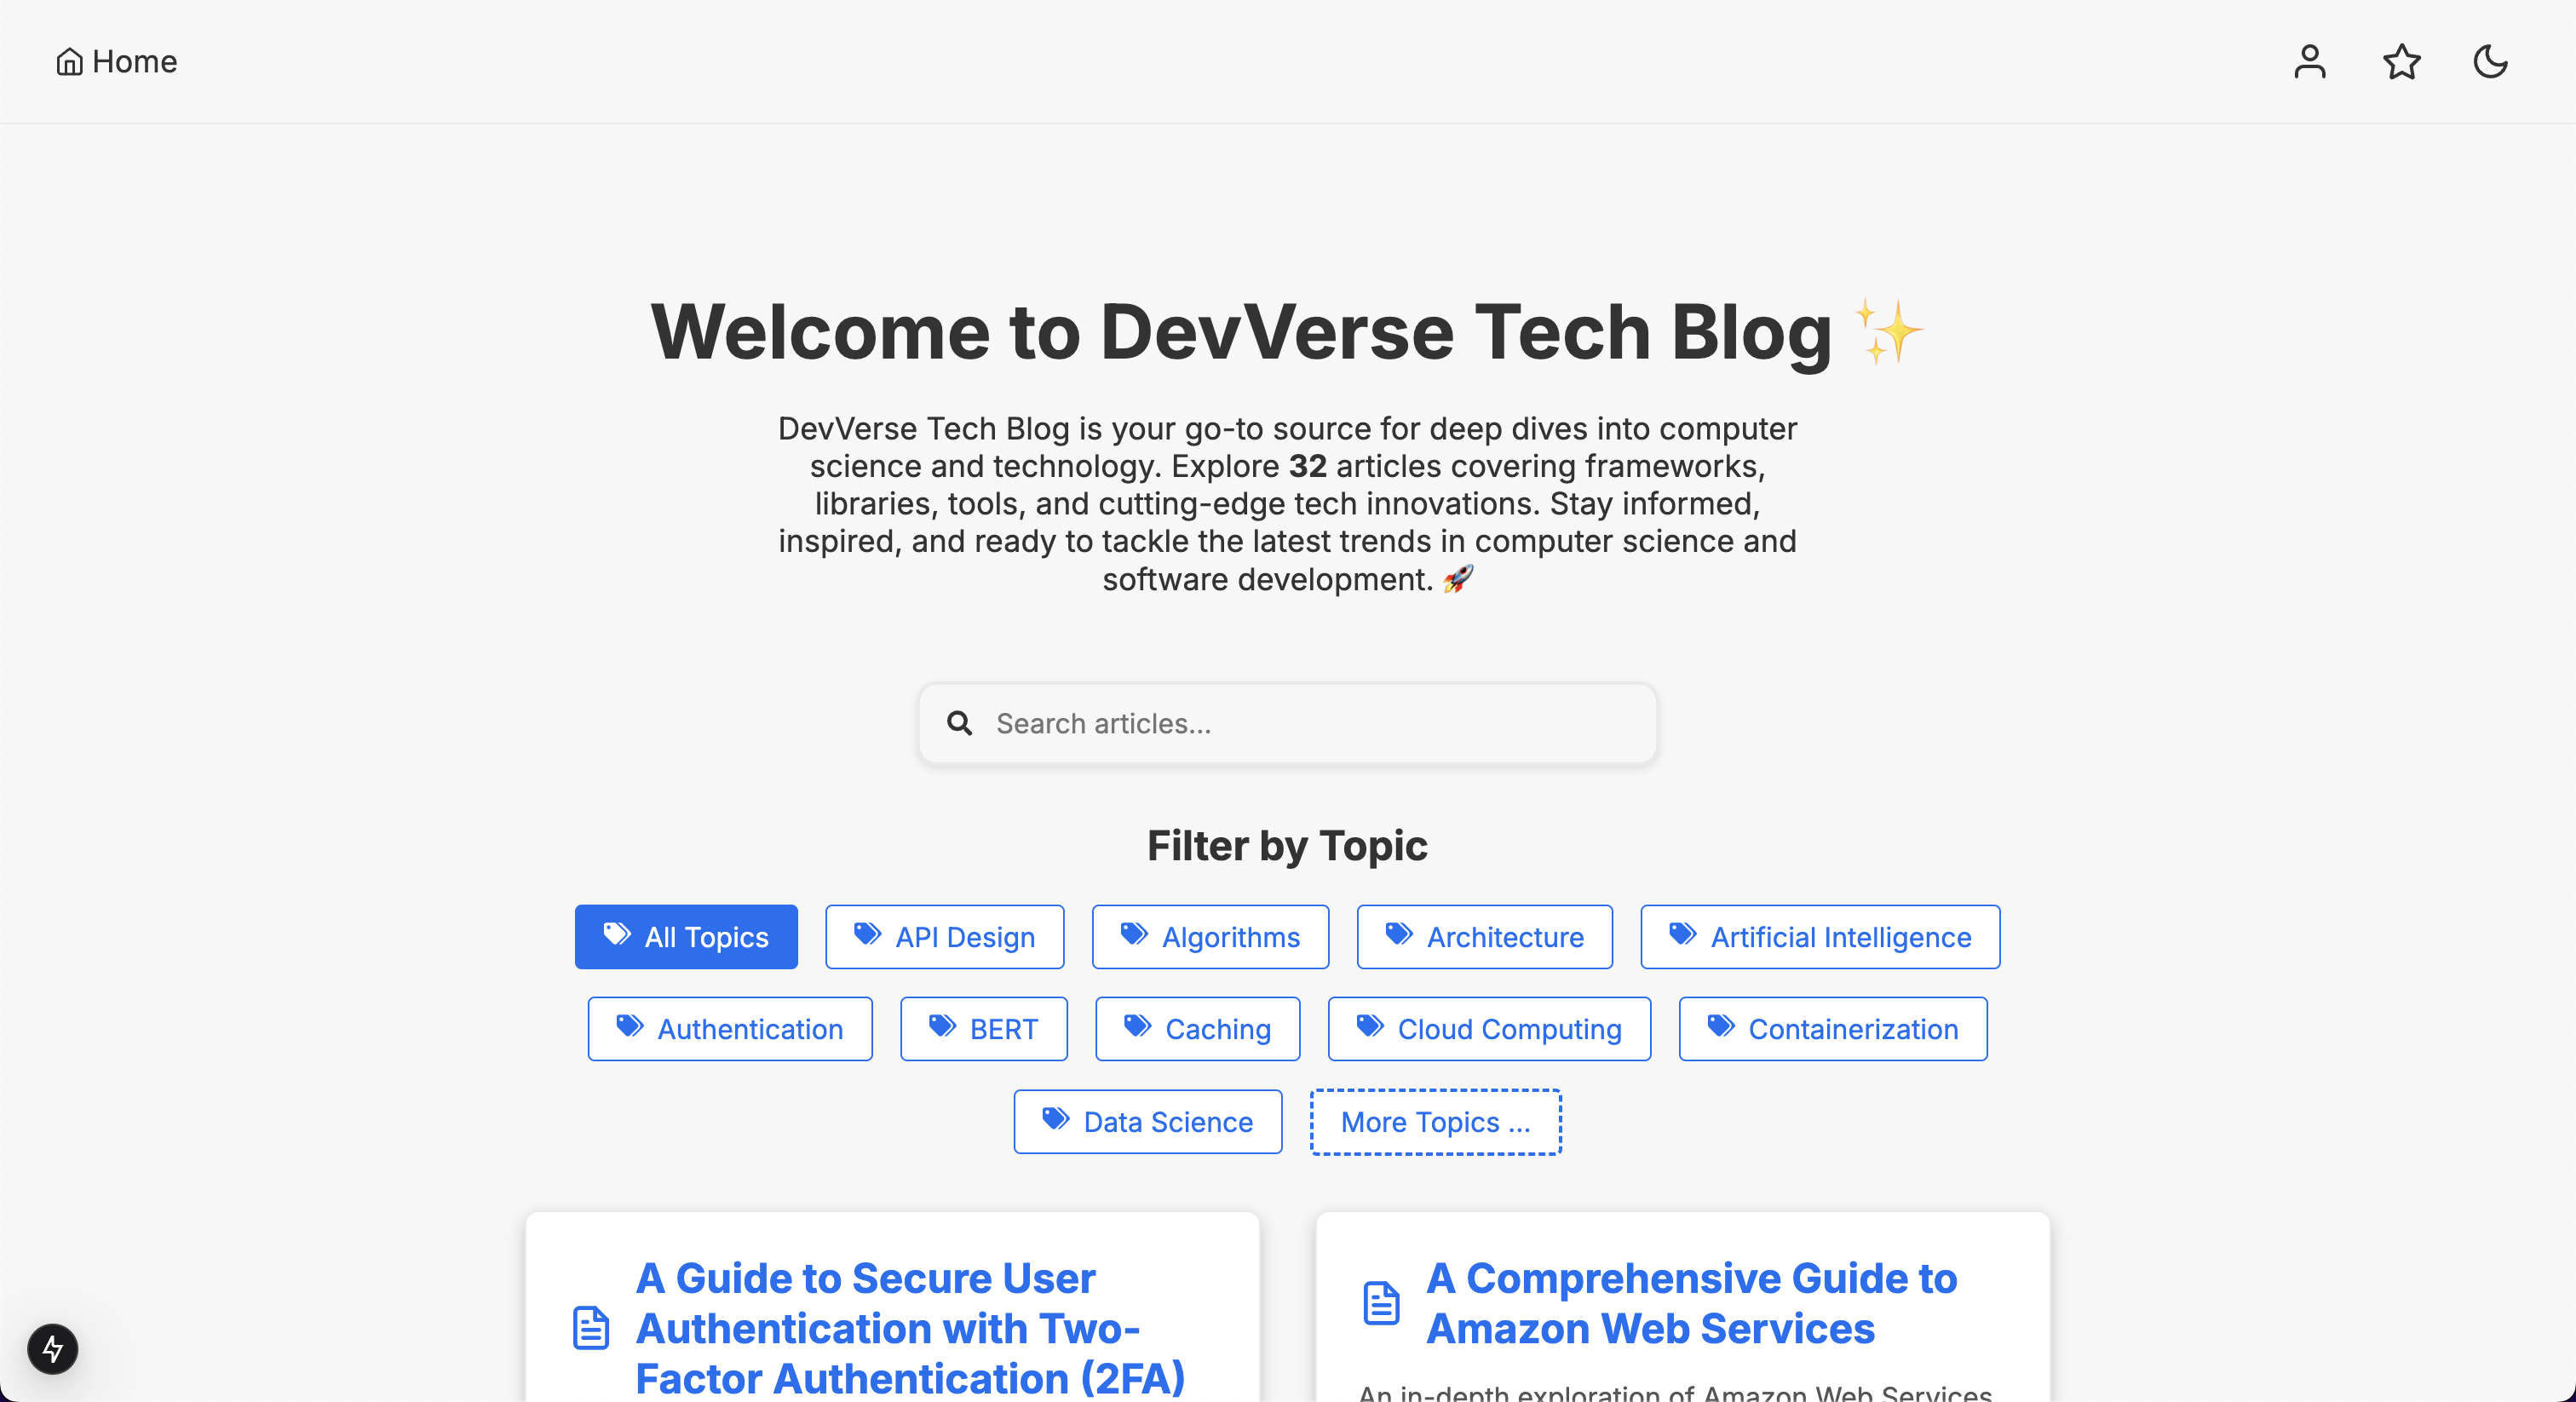 Home
Welcome to DevVerse Tech Blog ✨
DevVerse Tech Blog is your go-to source for deep dives into computer
science and technology. Explore 32 articles covering frameworks,
libraries, tools, and cutting-edge tech innovations. Stay informed,
inspired, and ready to tackle the latest trends in computer science and
software development. 🚀
Search articles...
Filter by Topic
All Topics
API Design
Algorithms
Architecture
Artificial Intelligence
Authentication
BERT
Caching
Cloud Computing
Containerization
Data Science
More Topics ...
A Guide to Secure User
Authentication with Two-
Factor Authentication (2FA)
A Comprehensive Guide to
Amazon Web Services
An in-depth exploration of Amazon Web Services